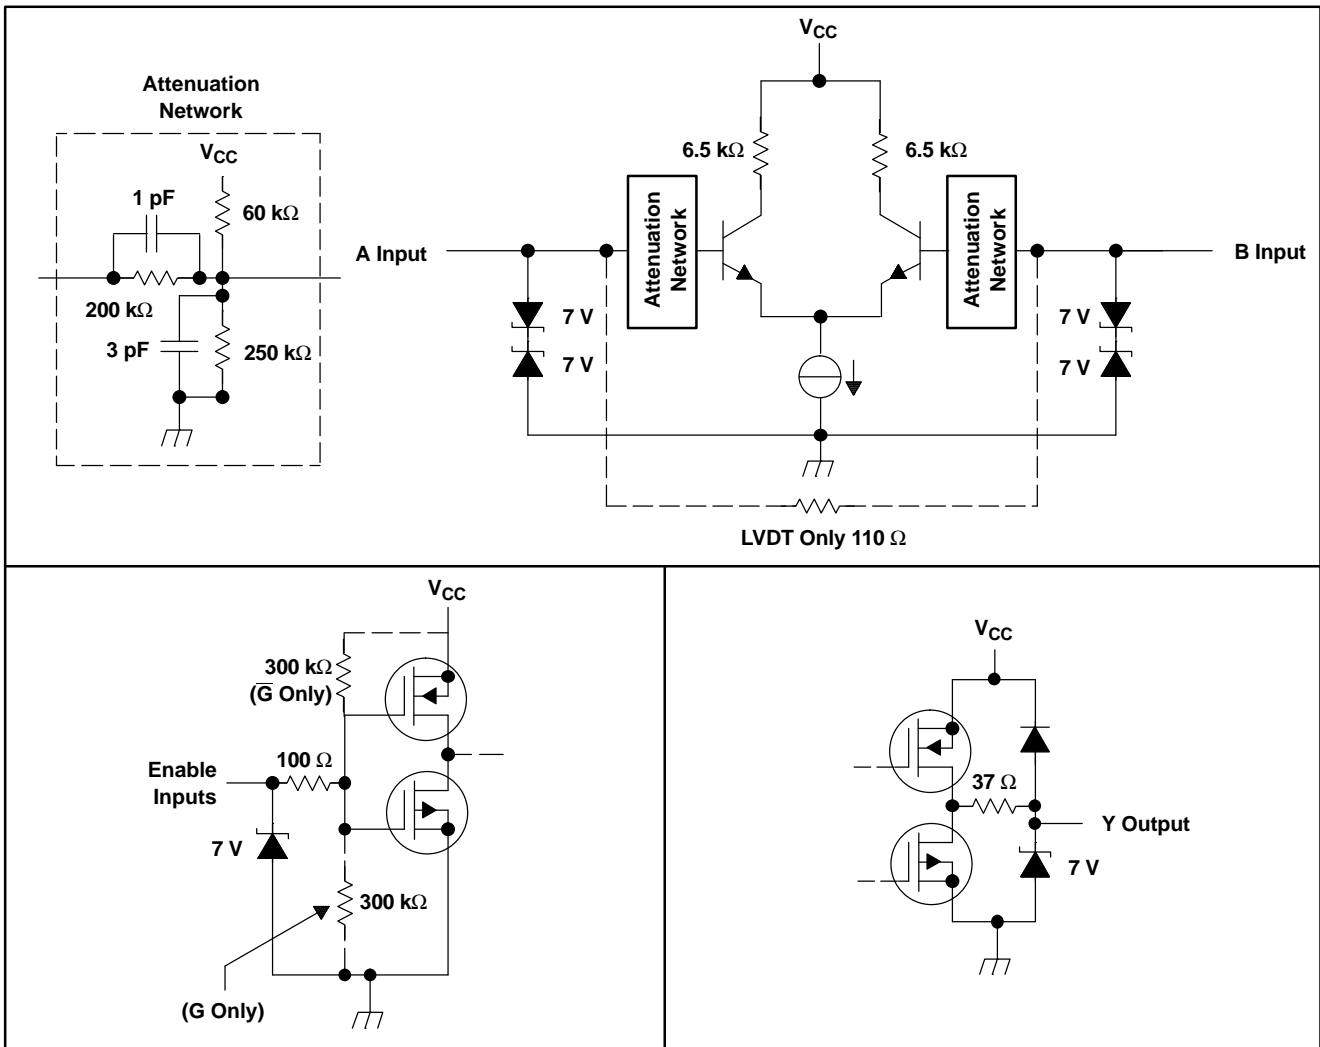 Attenuation
Network
VCC
1 pF
60 kΩ
200 kΩ
3 pF
250 kΩ
VCC
6.5 kΩ
6.5 kΩ
A Input
Attenuation
Network
Attenuation
Network
B Input
7 V
7 V
7 V
7 V
LVDT Only 110 Ω
VCC
300 kΩ
(G̅ Only)
100 Ω
Enable
Inputs
7 V
300 kΩ
(G Only)
VCC
37 Ω
Y Output
7 V